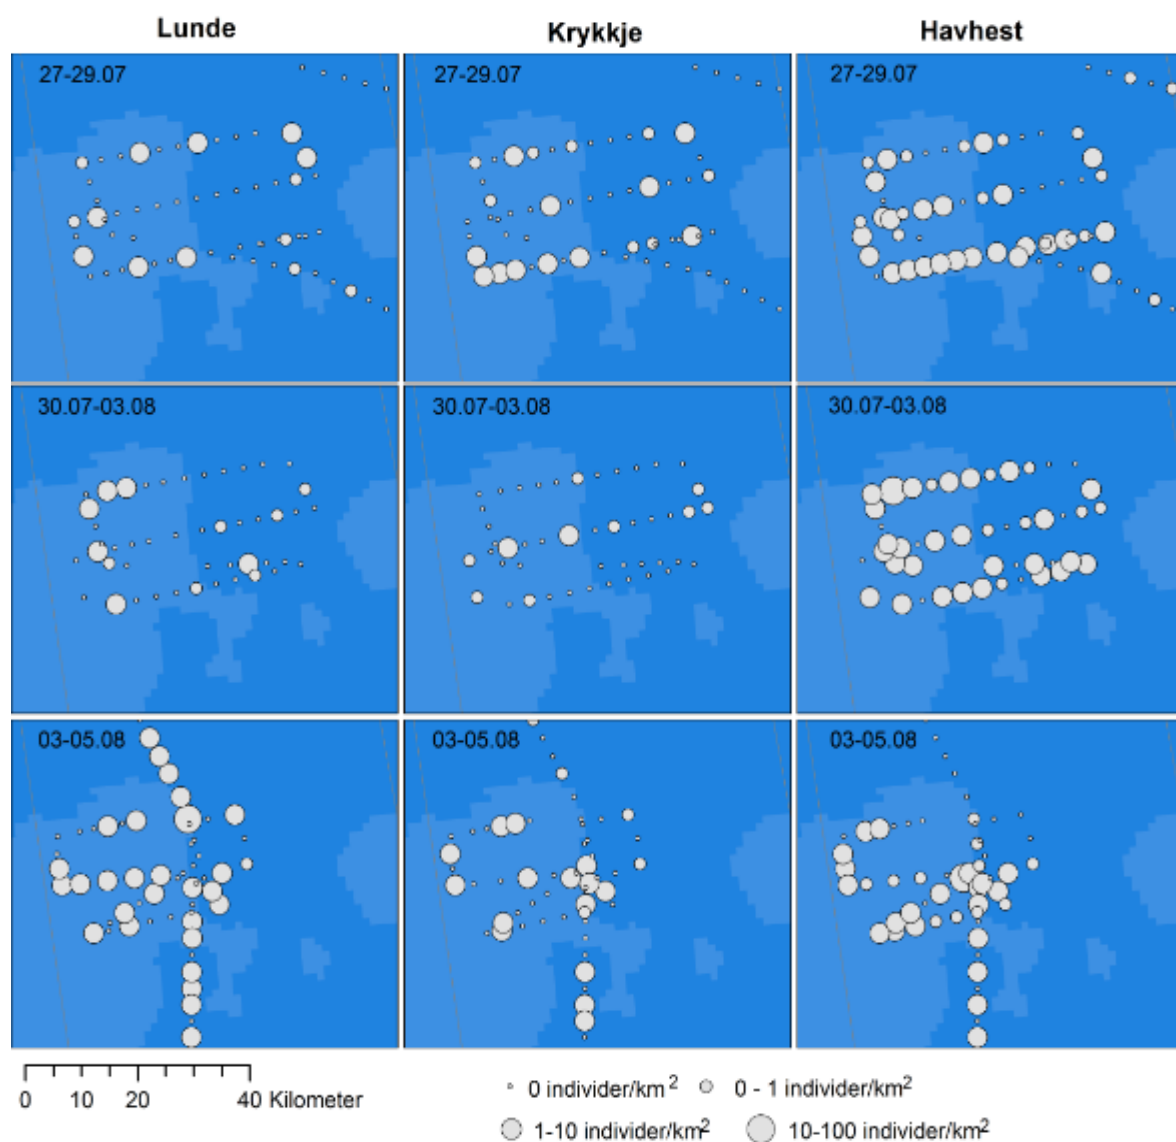 Lunde Krykkje Havhest
27-29.07 27-29.07 27-29.07
30.07-03.08 30.07-03.08 30.07-03.08
03-05.08 03-05.08 03-05.08
0 10 20 40 Kilometer
0 individer/km² 0 - 1 individer/km²
1-10 individer/km² 10-100 individer/km²